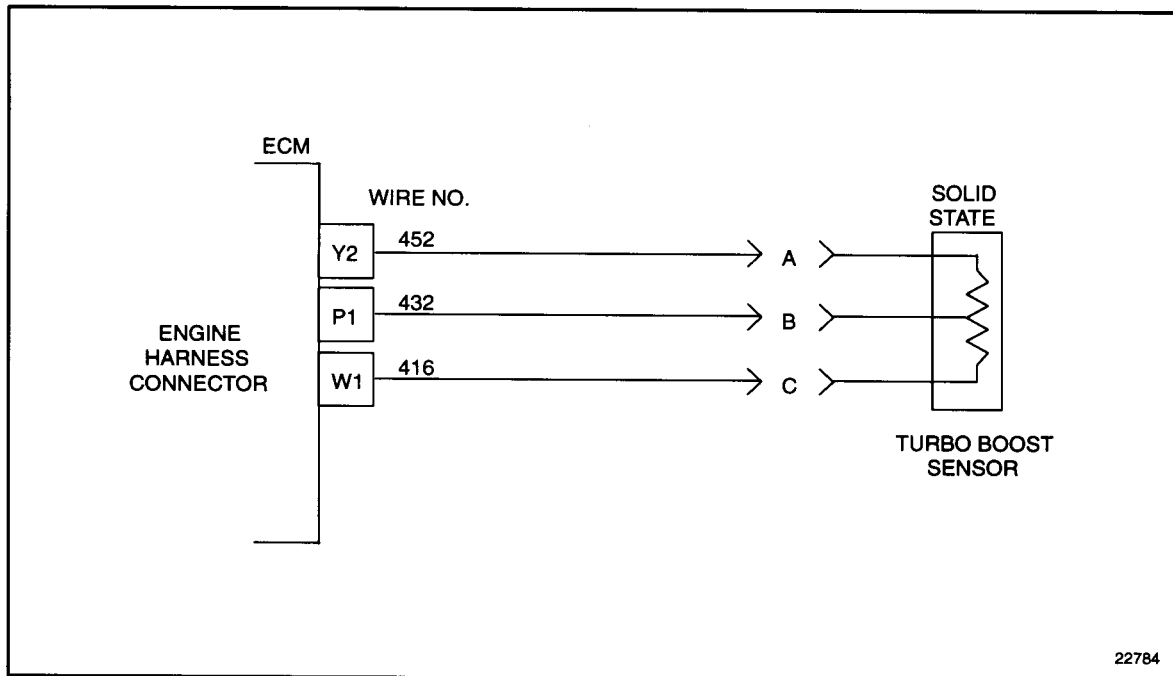 ECM
WIRE NO.
SOLID
STATE
Y2
452
A
P1
432
B
ENGINE
HARNESS
CONNECTOR
W1
416
C
TURBO BOOST
SENSOR
22784